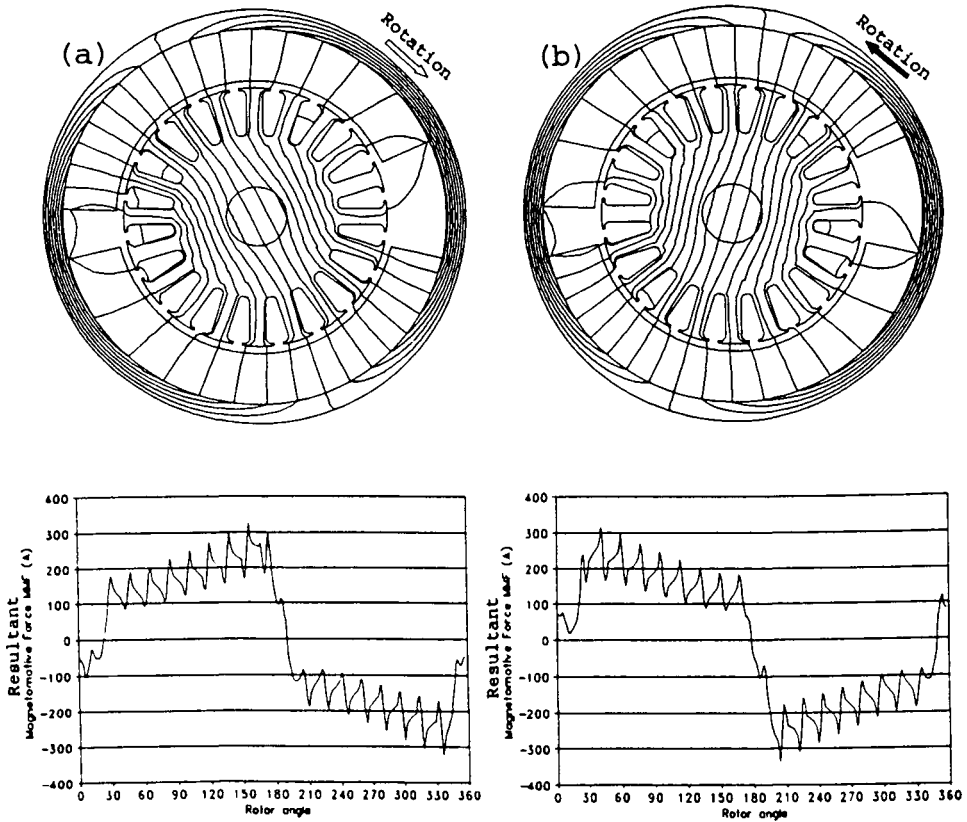 (a)
Rotation
(b)
Rotation
Resultant
Magnetomotive Force MMF (A)
400
300
200
100
0
-100
-200
-300
-400
0 30 60 90 120 150 180 210 240 270 300 330 360
Rotor angle
Resultant
Magnetomotive Force MMF (A)
400
300
200
100
0
-100
-200
-300
-400
0 30 60 90 120 150 180 210 240 270 300 330 360
Rotor angle